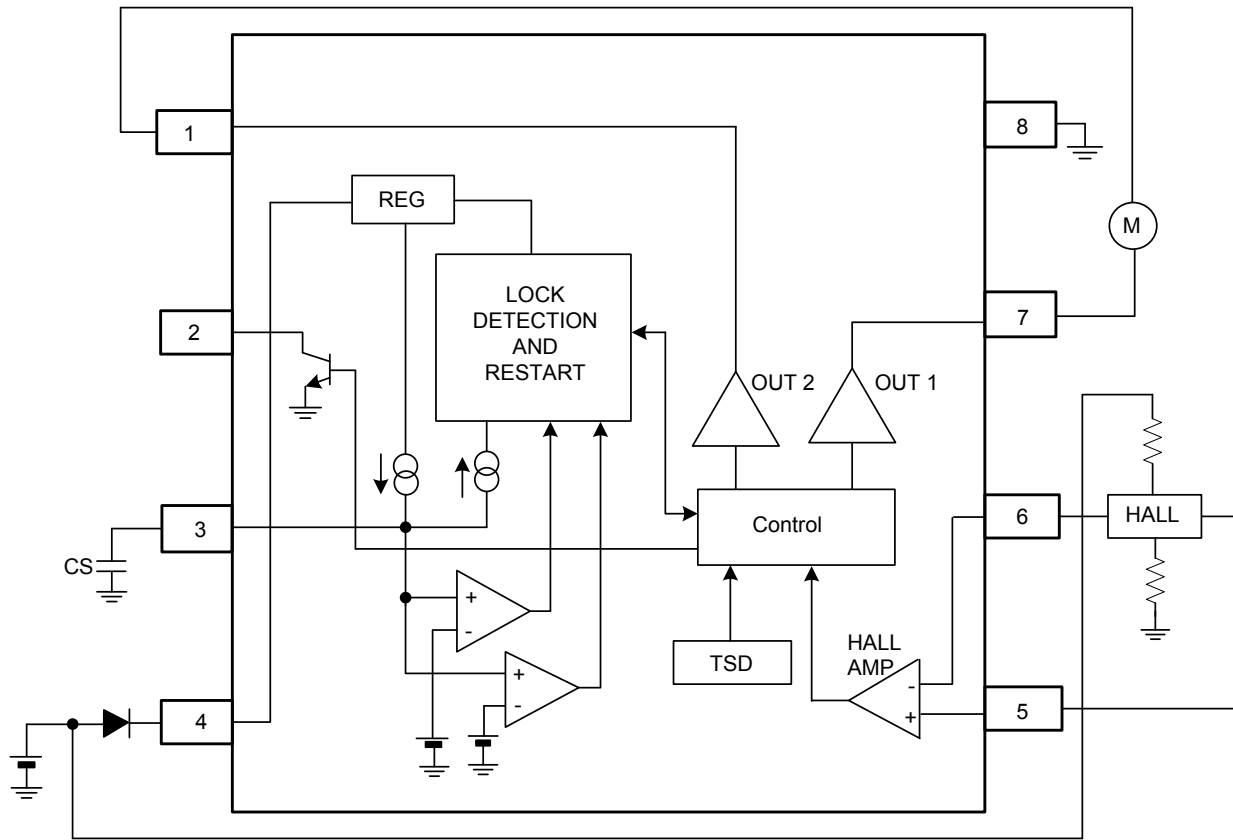 1
8
REG
M
LOCK
DETECTION
AND
RESTART
2
7
OUT 2
OUT 1
3
6
Control
HALL
CS
+
-
TSD
HALL
AMP
+
-
-
+
4
5